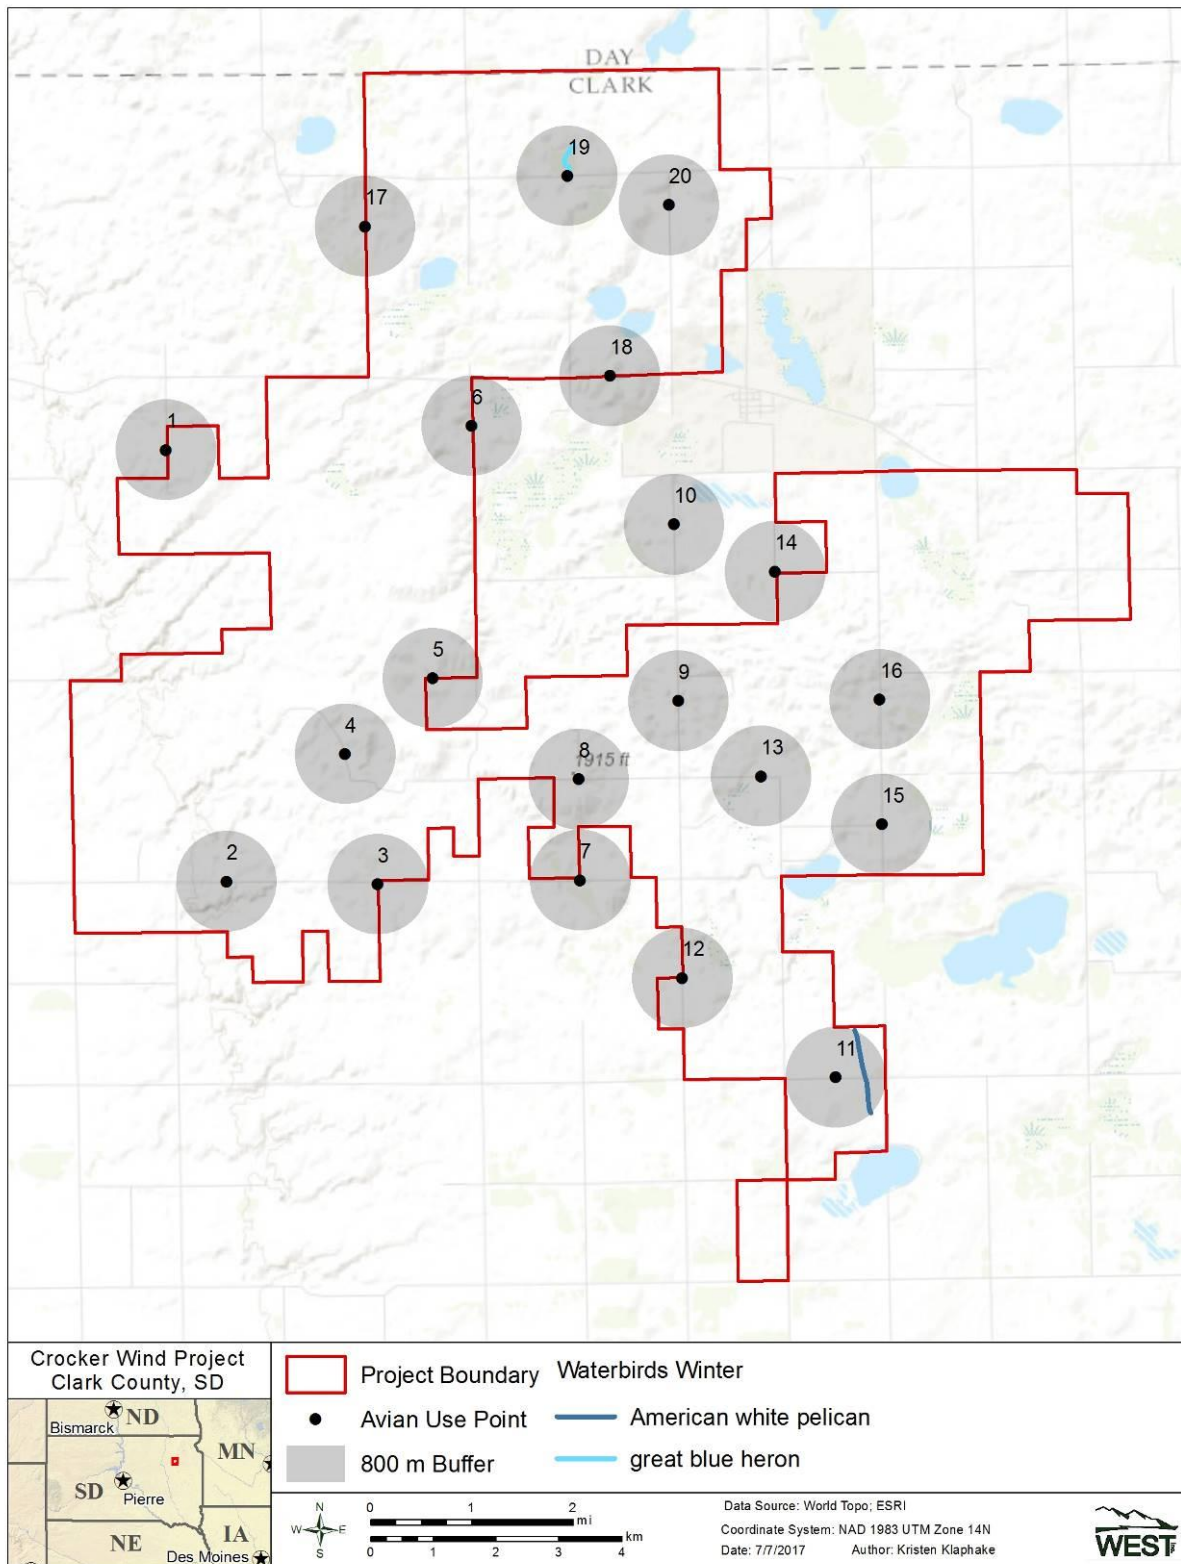 DAY
CLARK
19
20
17
18
6
1
10
14
5
9
16
4
8
13
1915 ft
15
2
3
7
12
11
Crocker Wind Project
Clark County, SD
ND
Bismarck
MN
SD
Pierre
NE
IA
Des Moines
Project Boundary
Avian Use Point
800 m Buffer
Waterbirds Winter
American white pelican
great blue heron
N
W E
S
0 1 2
mi
km
0 1 2 3 4
Data Source: World Topo; ESRI
Coordinate System: NAD 1983 UTM Zone 14N
Date: 7/7/2017 Author: Kristen Klaphake
WEST